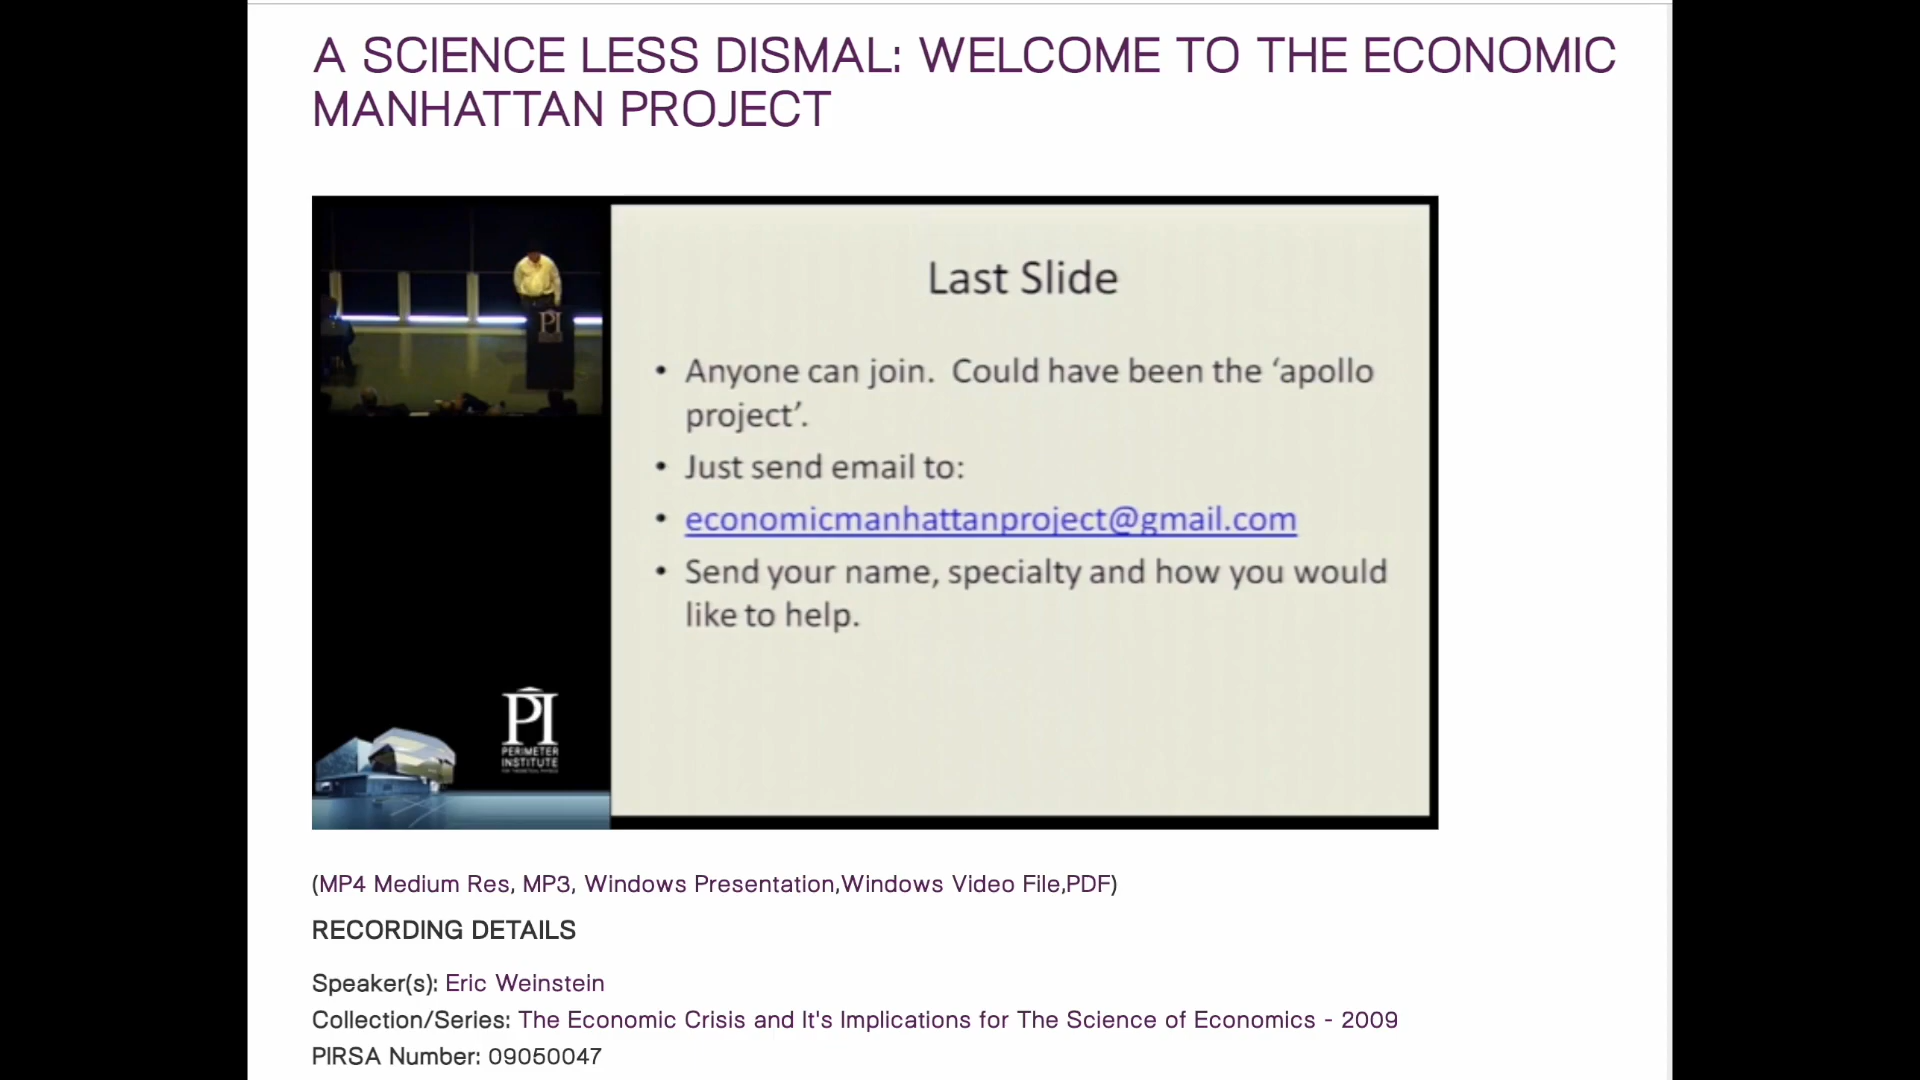 A SCIENCE LESS DISMAL: WELCOME TO THE ECONOMIC
MANHATTAN PROJECT
PI
Last Slide
• Anyone can join. Could have been the ‘apollo
project’.
• Just send email to:
• economicmanhattanproject@gmail.com
• Send your name, specialty and how you would
like to help.
PI
PERIMETER
INSTITUTE
FOR THEORETICAL PHYSICS
(MP4 Medium Res, MP3, Windows Presentation,Windows Video File,PDF)
RECORDING DETAILS
Speaker(s): Eric Weinstein
Collection/Series: The Economic Crisis and It's Implications for The Science of Economics - 2009
PIRSA Number: 09050047